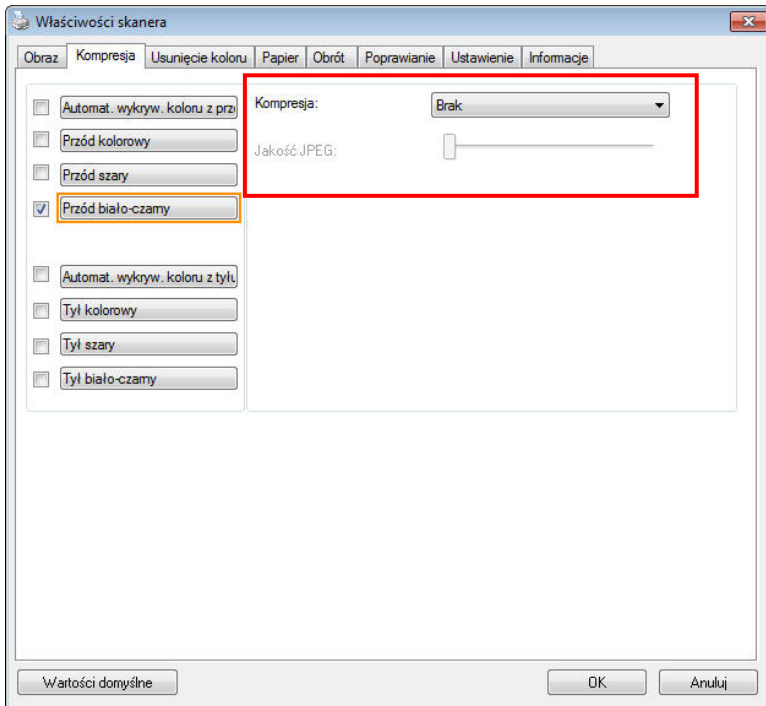 Właściwości skanera
Obraz Kompresja Usunięcie koloru Papier Obrót Poprawianie Ustawienie Informacje
Automat. wykryw. koloru z prz
Przód kolorowy
Przód szary
Przód biało-czarny
Automat. wykryw. koloru z tyłu
Tył kolorowy
Tył szary
Tył biało-czarny
Kompresja: Brak
Jakość JPEG:
Wartości domyślne OK Anuluj